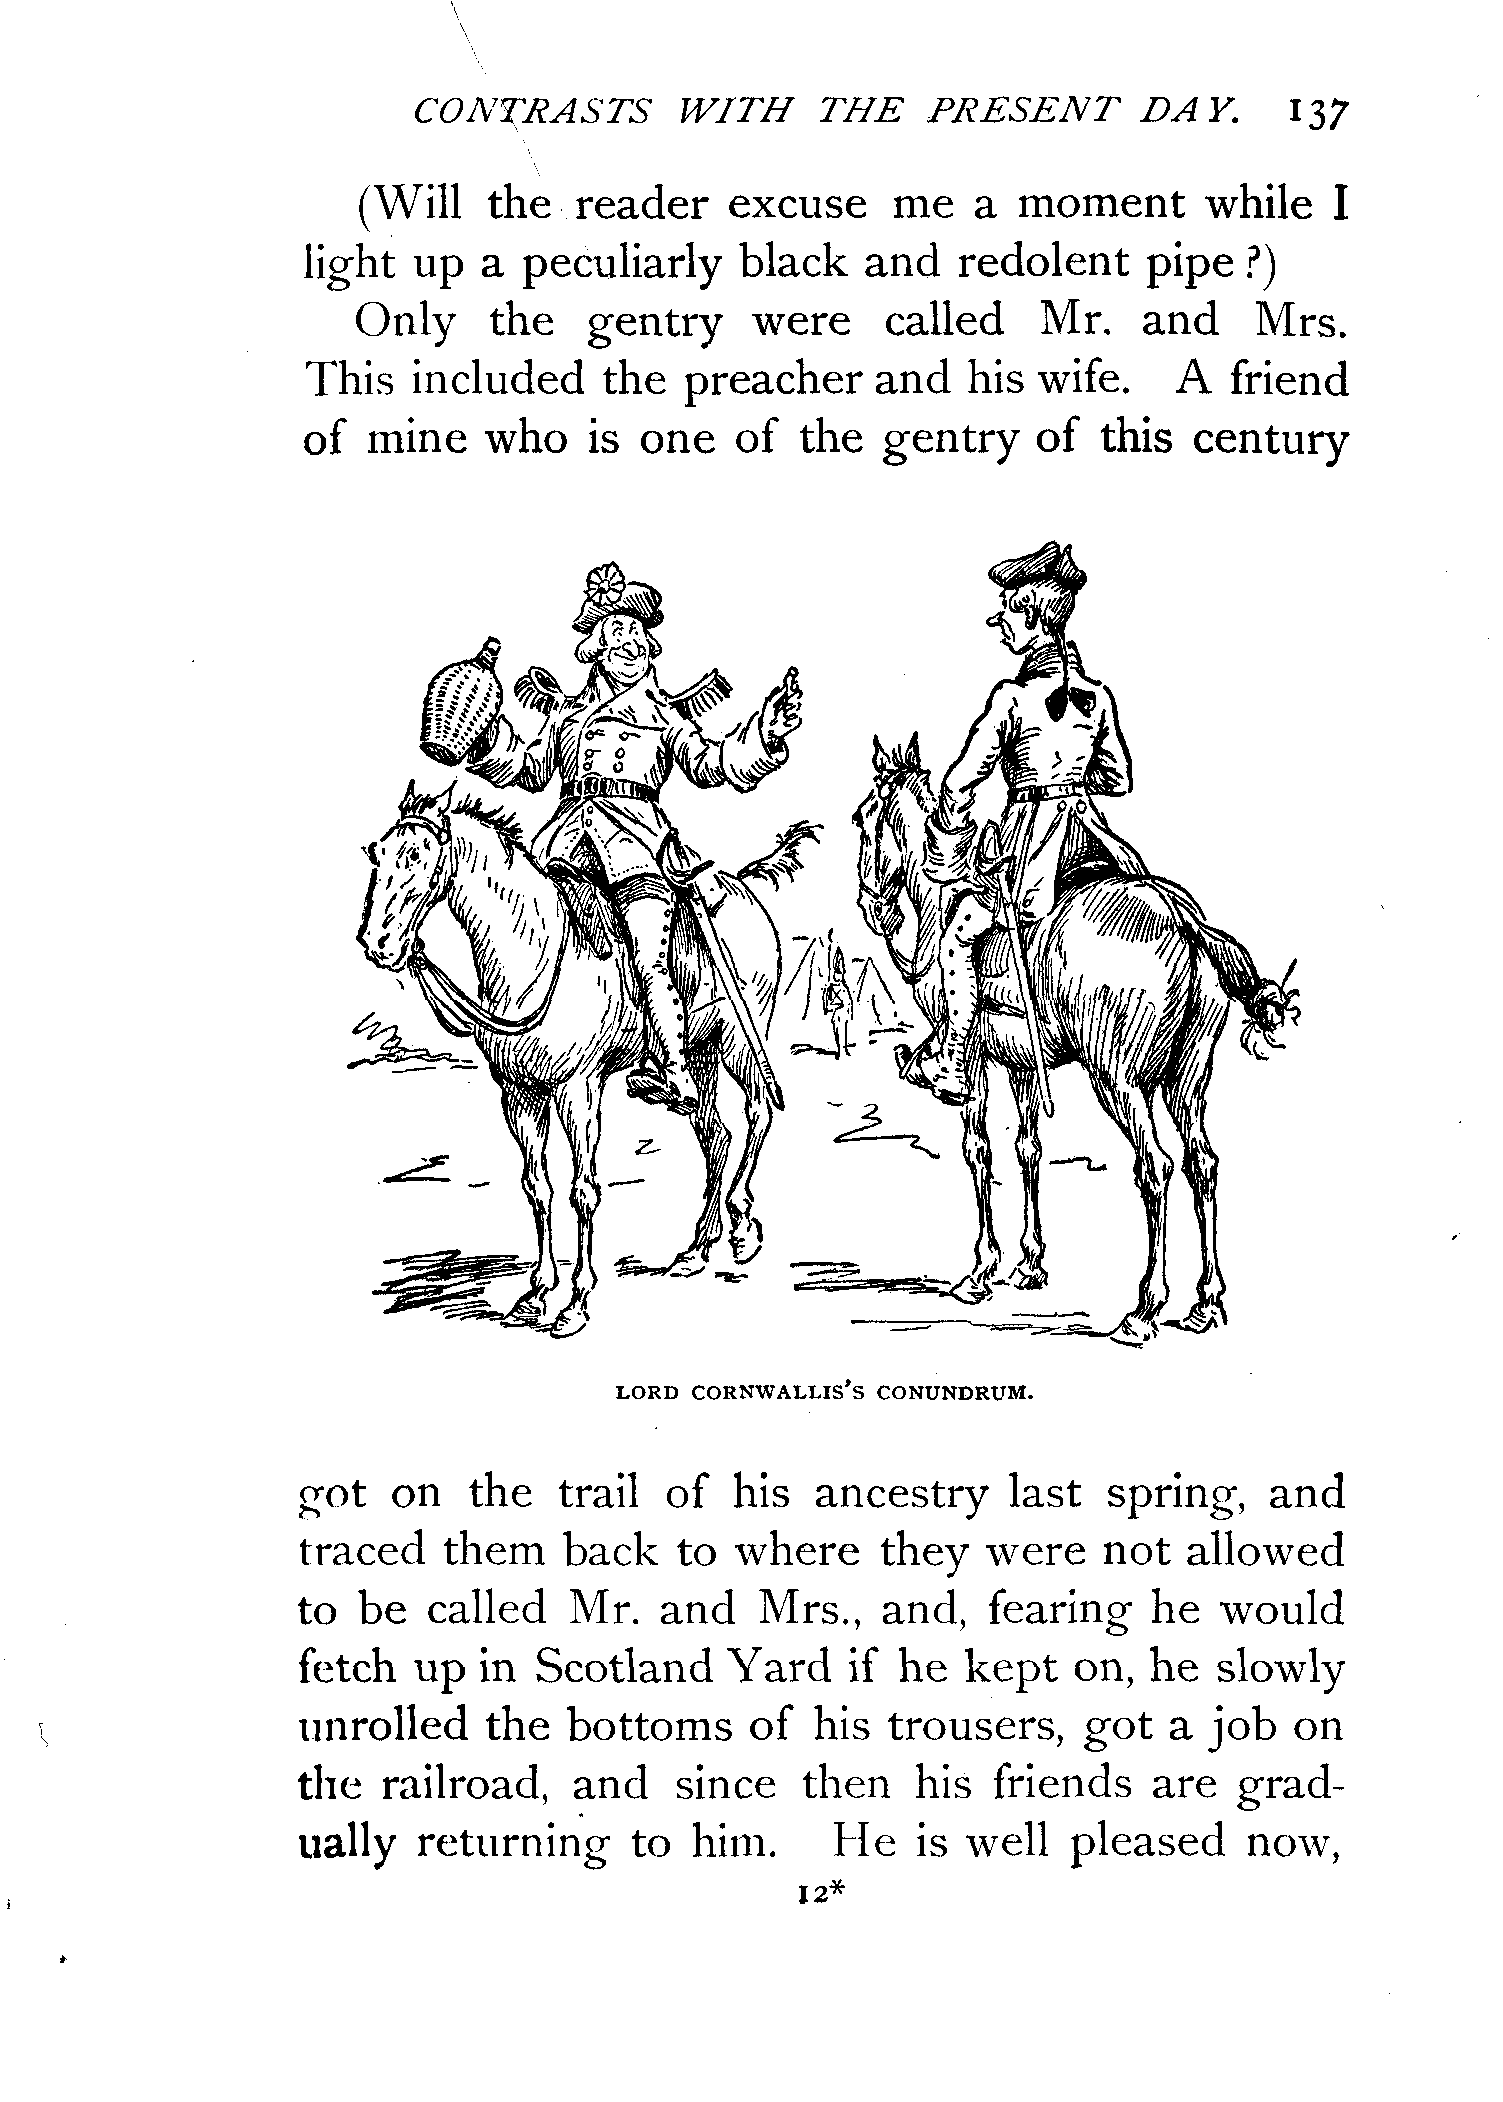 CONTRASTS WITH THE PRESENT DAY. 137
(Will the reader excuse me a moment while I
light up a peculiarly black and redolent pipe?)
Only the gentry were called Mr. and Mrs.
This included the preacher and his wife. A friend
of mine who is one of the gentry of this century
LORD CORNWALLIS'S CONUNDRUM.
got on the trail of his ancestry last spring, and
traced them back to where they were not allowed
to be called Mr. and Mrs., and, fearing he would
fetch up in Scotland Yard if he kept on, he slowly
unrolled the bottoms of his trousers, got a job on
the railroad, and since then his friends are grad-
ually returning to him. He is well pleased now,
12*